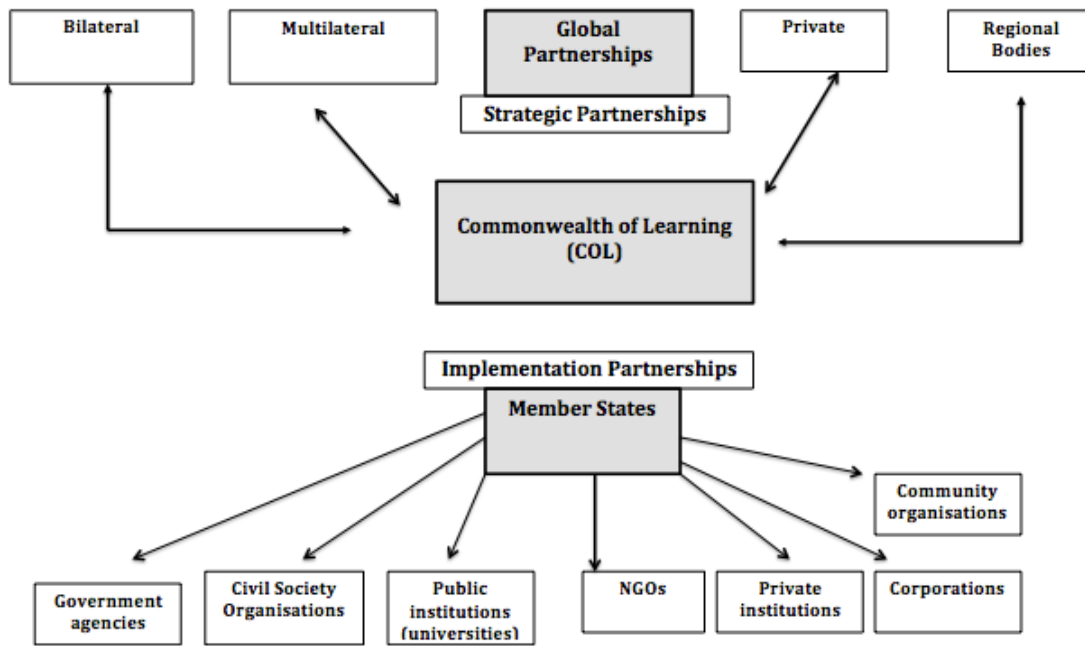 Bilateral
Multilateral
Global
Partnerships
Private
Regional
Bodies
Strategic Partnerships
Commonwealth of Learning
(COL)
Implementation Partnerships
Member States
Community
organisations
Government
agencies
Civil Society
Organisations
Public
institutions
(universities)
NGOs
Private
institutions
Corporations